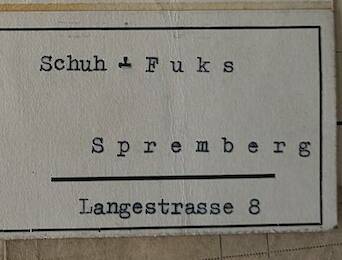 Schuh - Fuks
Spremberg
Langestrasse 8